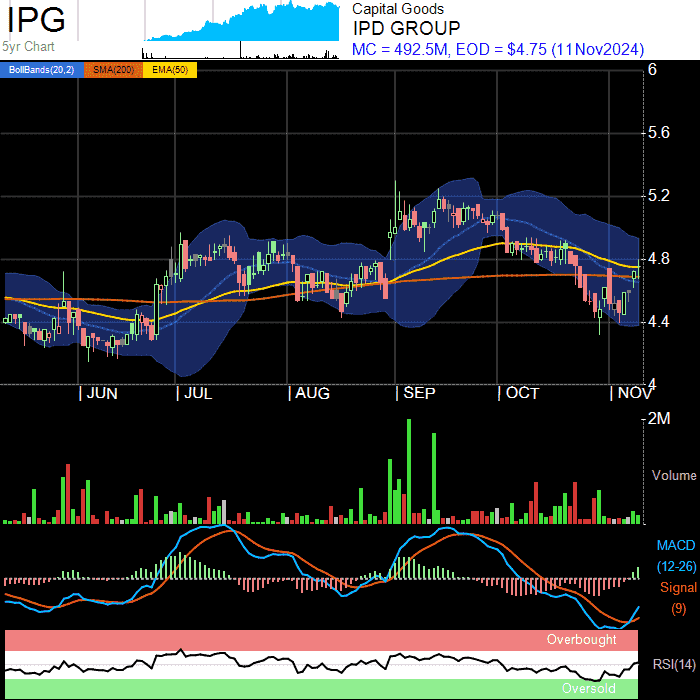 IPG
5yr Chart
Capital Goods
IPD GROUP
MC = 492.5M, EOD = $4.75 (11Nov2024)
BollBands(20,2) SMA(200) EMA(50)
6
5.6
5.2
4.8
4.4
4
| JUN | JUL | AUG | SEP | OCT | NOV
2M
Volume
MACD
(12-26)
Signal
(9)
Overbought
RSI(14)
Oversold